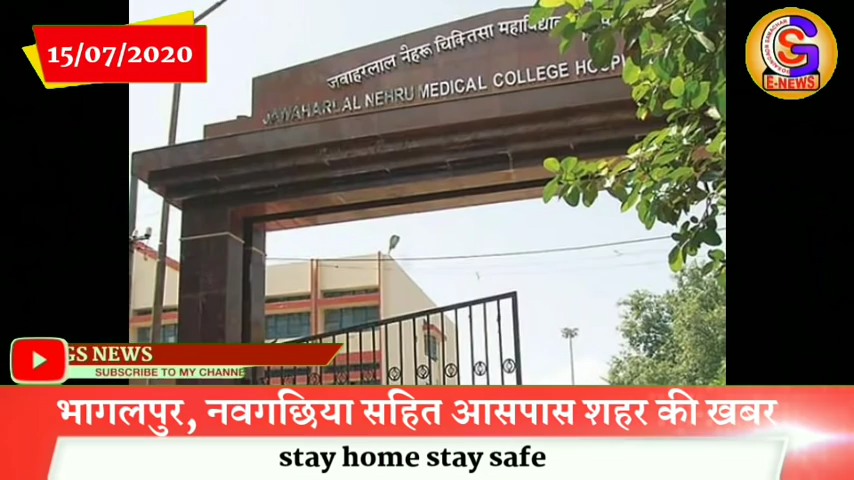 15/07/2020
जवाहरलाल नेहरू चिकित्सा
JAWAHARLAL NEHRU MEDICAL COLLEGE
GS
E-NEWS
GS NEWS
SUBSCRIBE TO MY CHANNE
भागलपुर, नवगछिया सहित आसपास शहर की खबर
stay home stay safe